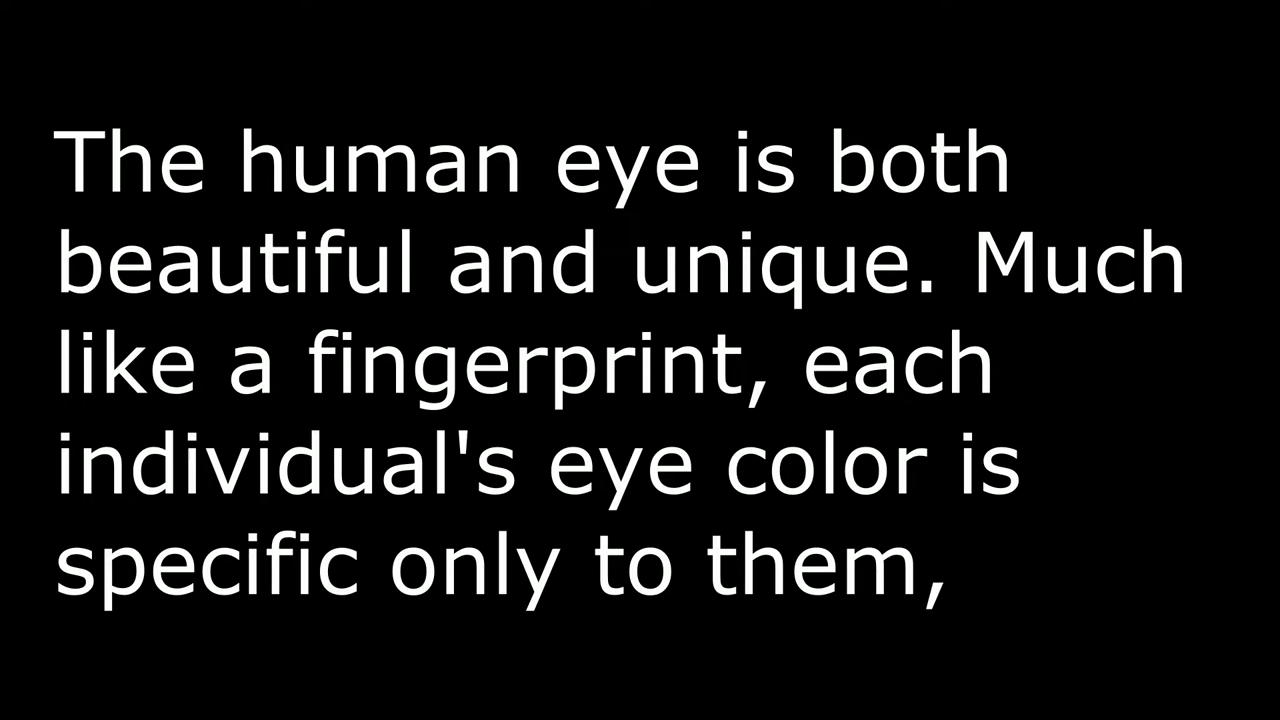 The human eye is both
beautiful and unique. Much
like a fingerprint, each
individual's eye color is
specific only to them,